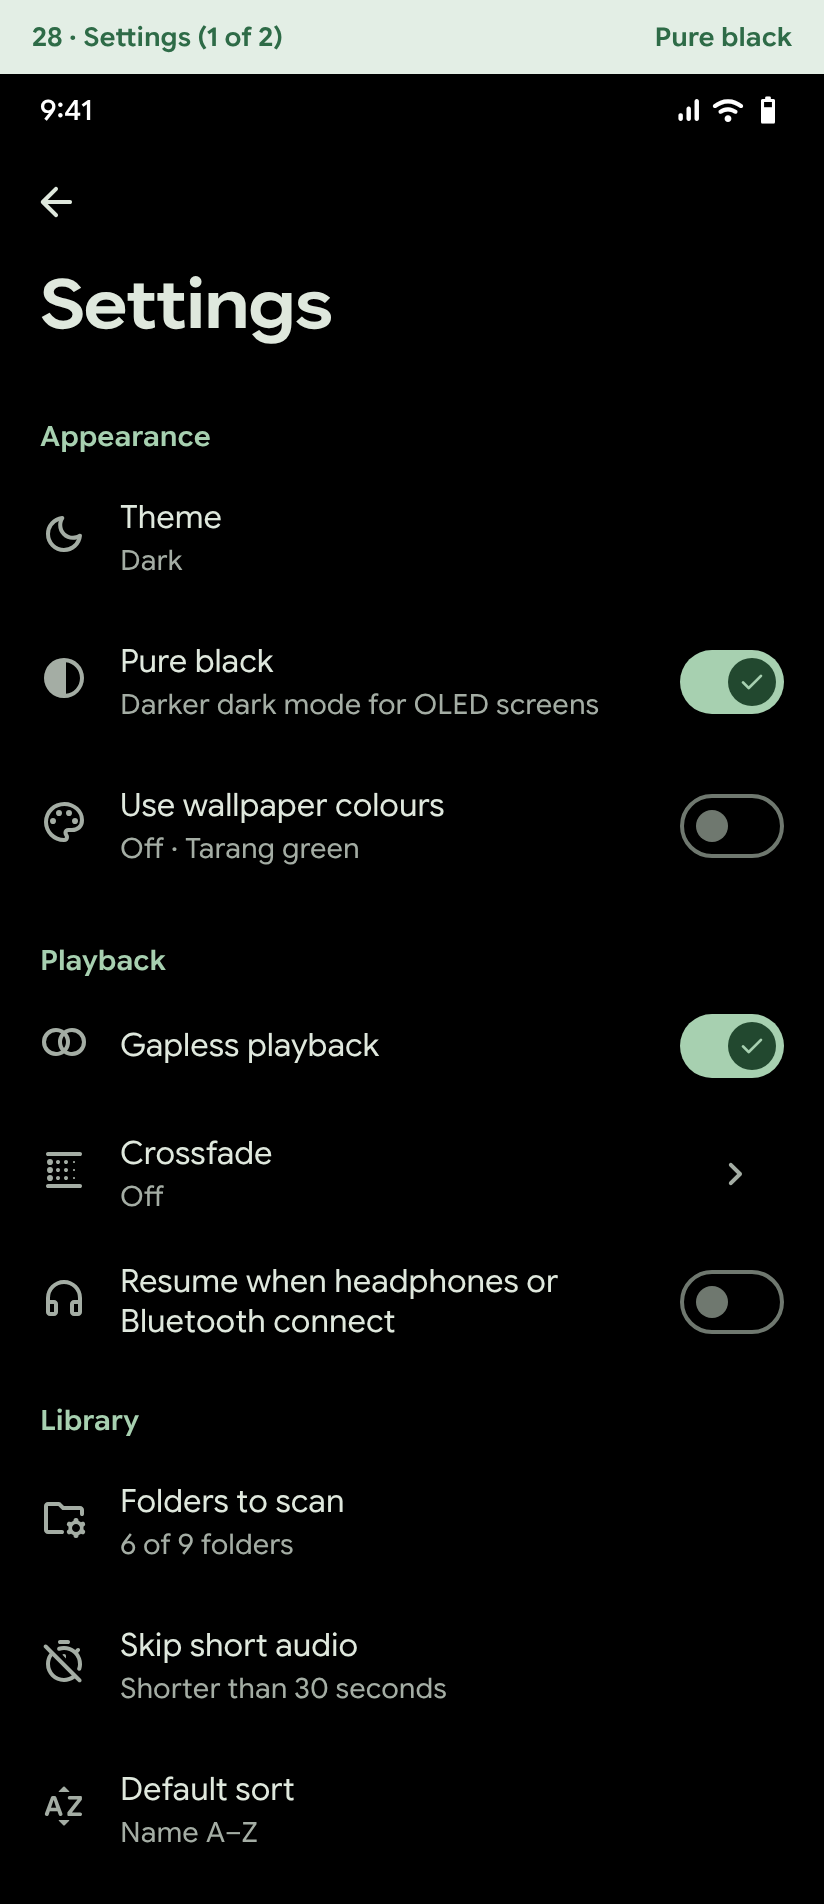 28 · Settings (1 of 2)
Pure black
9:41
Settings
Appearance
Theme
Dark
Pure black
Darker dark mode for OLED screens
Use wallpaper colours
Off · Tarang green
Playback
Gapless playback
Crossfade
Off
Resume when headphones or
Bluetooth connect
Library
Folders to scan
6 of 9 folders
Skip short audio
Shorter than 30 seconds
AZ
Default sort
Name A–Z